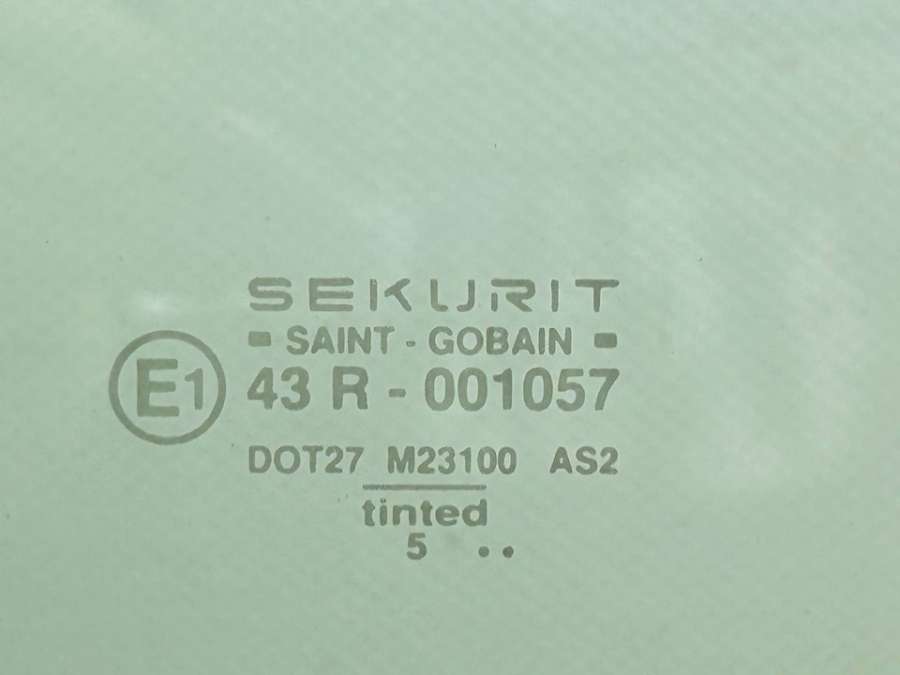 SEKURIT
SAINT - GOBAIN
E1 43 R - 001057
DOT27 M23100 AS2
tinted
5 ..